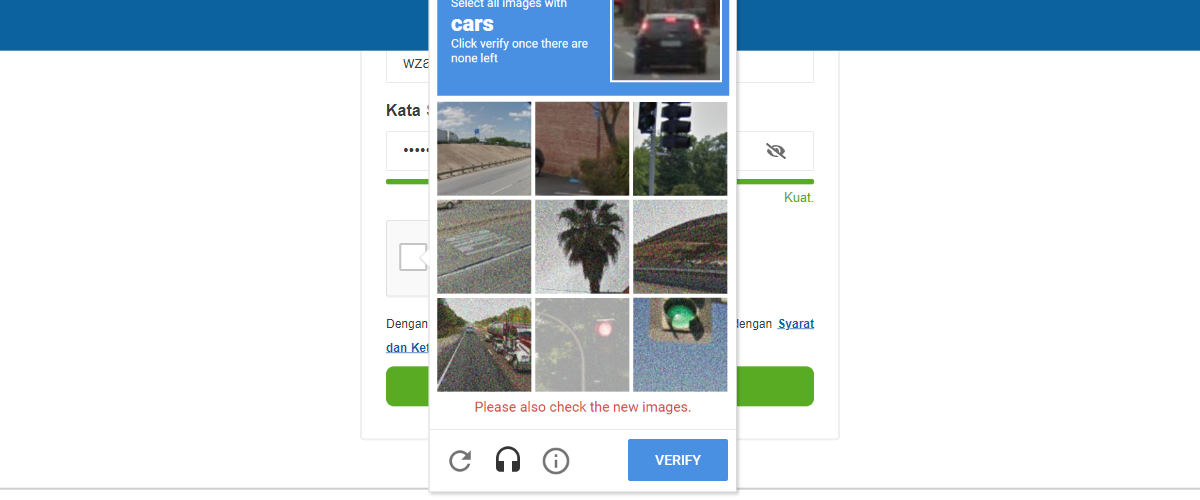 Select all images with
cars
Click verify once there are
none left
wza
Kata
••••
Kuat.
Dengan
dengan Syarat
dan Ket
Please also check the new images.
VERIFY